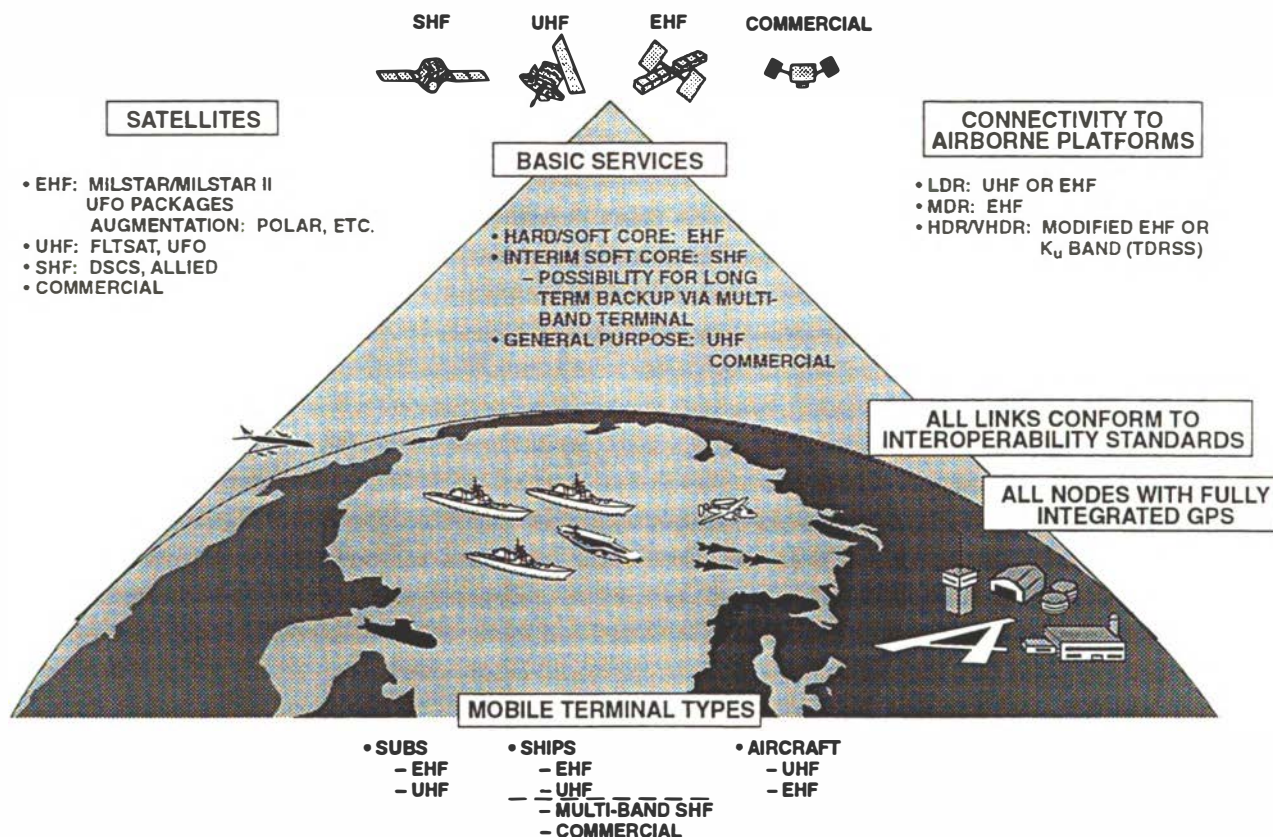 SHF
UHF
EHF
COMMERCIAL
SATELLITES
• EHF: MILSTAR/MILSTAR II
UFO PACKAGES
AUGMENTATION: POLAR, ETC.
• UHF: FLTSAT, UFO
• SHF: DSCS, ALLIED
• COMMERCIAL
BASIC SERVICES
• HARD/SOFT CORE: EHF
• INTERIM SOFT CORE: SHF
– POSSIBILITY FOR LONG
TERM BACKUP VIA MULTI-
BAND TERMINAL
• GENERAL PURPOSE: UHF
COMMERCIAL
CONNECTIVITY TO
AIRBORNE PLATFORMS
• LDR: UHF OR EHF
• MDR: EHF
• HDR/VHDR: MODIFIED EHF OR
Ku BAND (TDRSS)
ALL LINKS CONFORM TO
INTEROPERABILITY STANDARDS
ALL NODES WITH FULLY
INTEGRATED GPS
MOBILE TERMINAL TYPES
• SUBS
– EHF
– UHF
• SHIPS
– EHF
– UHF
– MULTI-BAND SHF
– COMMERCIAL
• AIRCRAFT
– UHF
– EHF